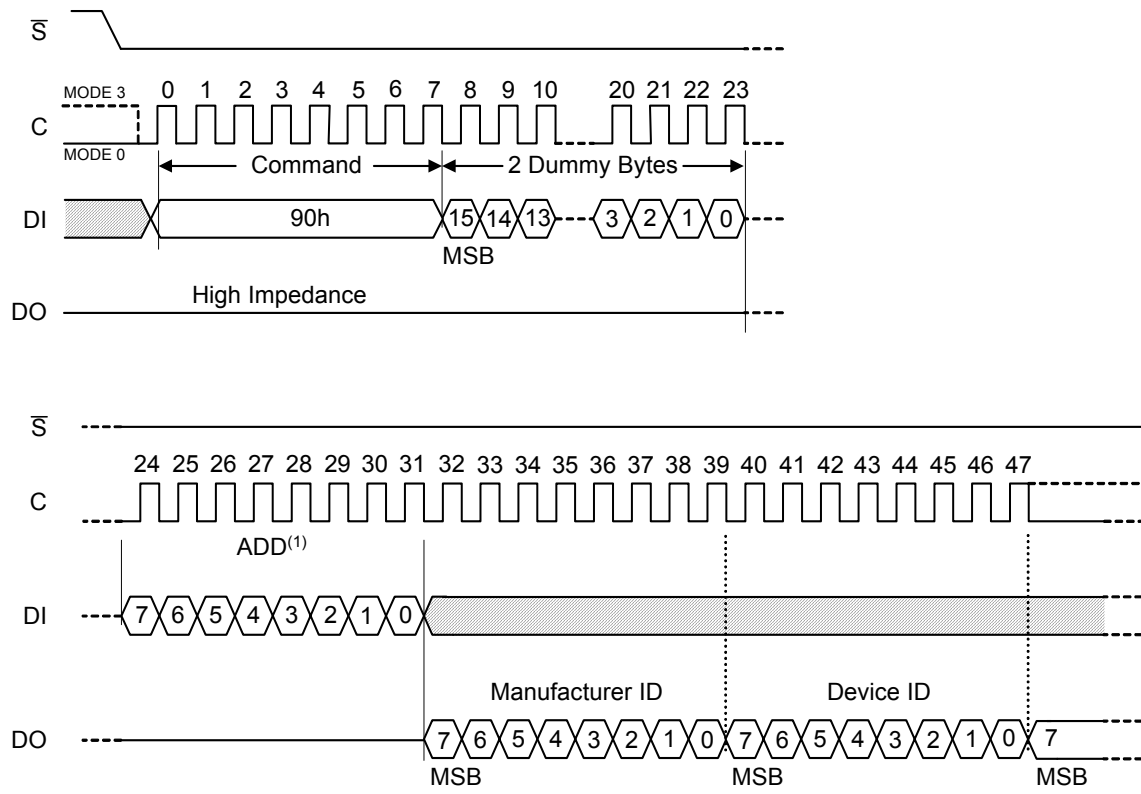 S
MODE 3
0 1 2 3 4 5 6 7 8 9 10 20 21 22 23
C
MODE 0
Command
2 Dummy Bytes
DI
90h
15 14 13 3 2 1 0
MSB
High Impedance
DO
S
24 25 26 27 28 29 30 31 32 33 34 35 36 37 38 39 40 41 42 43 44 45 46 47
C
ADD(1)
DI
7 6 5 4 3 2 1 0
Manufacturer ID
Device ID
DO
7 6 5 4 3 2 1 0 7 6 5 4 3 2 1 0 7
MSB
MSB
MSB